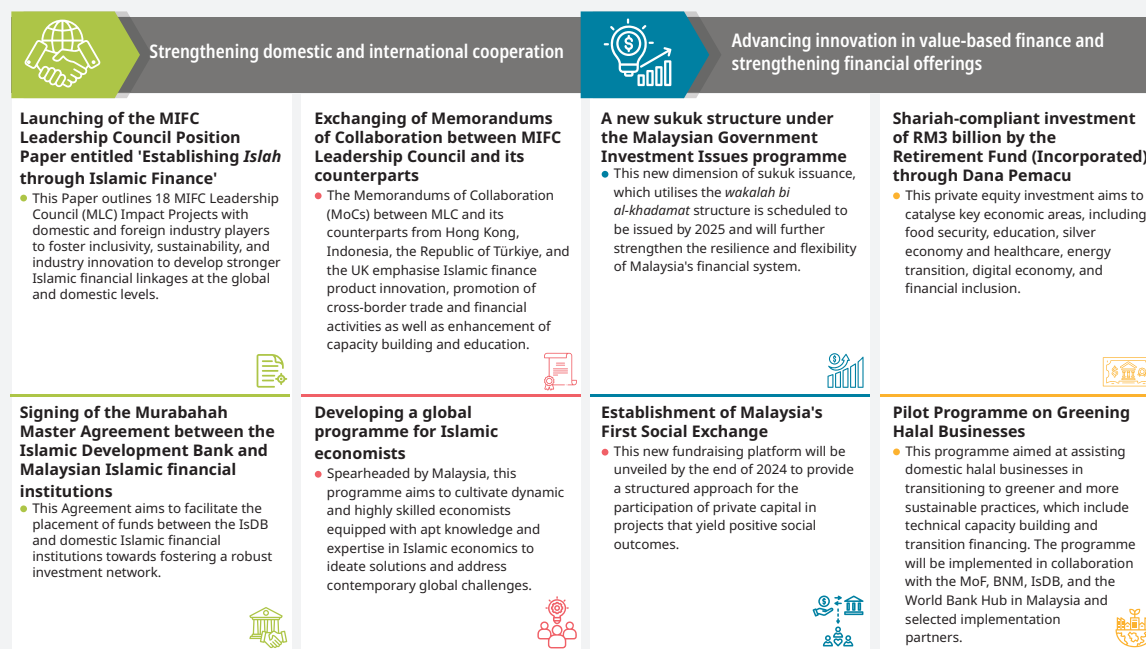 Strengthening domestic and international cooperation
Advancing innovation in value-based finance and
strengthening financial offerings
Launching of the MIFC
Leadership Council Position
Paper entitled 'Establishing Islah
through Islamic Finance'
• This Paper outlines 18 MIFC Leadership
Council (MLC) Impact Projects with
domestic and foreign industry players
to foster inclusivity, sustainability, and
industry innovation to develop stronger
Islamic financial linkages at the global
and domestic levels.
Exchanging of Memorandums
of Collaboration between MIFC
Leadership Council and its
counterparts
• The Memorandums of Collaboration
(MoCs) between MLC and its
counterparts from Hong Kong,
Indonesia, the Republic of Türkiye, and
the UK emphasise Islamic finance
product innovation, promotion of
cross-border trade and financial
activities as well as enhancement of
capacity building and education.
A new sukuk structure under
the Malaysian Government
Investment Issues programme
• This new dimension of sukuk issuance,
which utilises the wakalah bi
al-khadamat structure is scheduled to
be issued by 2025 and will further
strengthen the resilience and flexibility
of Malaysia's financial system.
Shariah-compliant investment
of RM3 billion by the
Retirement Fund (Incorporated)
through Dana Pemacu
• This private equity investment aims to
catalyse key economic areas, including
food security, education, silver
economy and healthcare, energy
transition, digital economy, and
financial inclusion.
Signing of the Murabahah
Master Agreement between the
Islamic Development Bank and
Malaysian Islamic financial
institutions
• This Agreement aims to facilitate the
placement of funds between the IsDB
and domestic Islamic financial
institutions towards fostering a robust
investment network.
Developing a global
programme for Islamic
economists
• Spearheaded by Malaysia, this
programme aims to cultivate dynamic
and highly skilled economists
equipped with apt knowledge and
expertise in Islamic economics to
ideate solutions and address
contemporary global challenges.
Establishment of Malaysia's
First Social Exchange
• This new fundraising platform will be
unveiled by the end of 2024 to provide
a structured approach for the
participation of private capital in
projects that yield positive social
outcomes.
Pilot Programme on Greening
Halal Businesses
• This programme aimed at assisting
domestic halal businesses in
transitioning to greener and more
sustainable practices, which include
technical capacity building and
transition financing. The programme
will be implemented in collaboration
with the MoF, BNM, IsDB, and the
World Bank Hub in Malaysia and
selected implementation
partners.